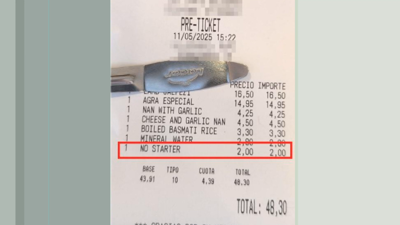 PRE-TICKET
11/05/2025 15:22
PRECIO IMPORTE
16,50 16,50
1 AGRA ESPECIAL 14,95 14,95
1 NAN WITH GARLIC 4,25 4,25
1 CHEESE AND GARLIC NAN 4,50 4,50
1 BOILED BASMATI RICE 3,30 3,30
1 MINERAL WATER
1 NO STARTER 2,00 2,00
BASE TIPO CUOTA TOTAL
43.91 10 4.39 48.30
TOTAL: 48,30